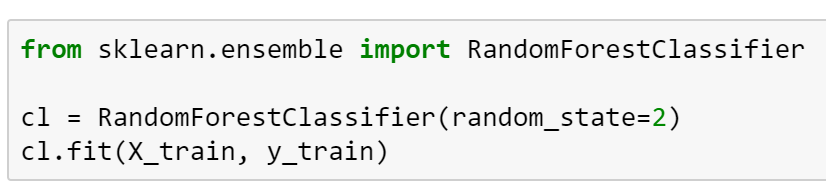 from sklearn.ensemble import RandomForestClassifier
cl = RandomForestClassifier(random_state=2)
cl.fit(X_train, y_train)